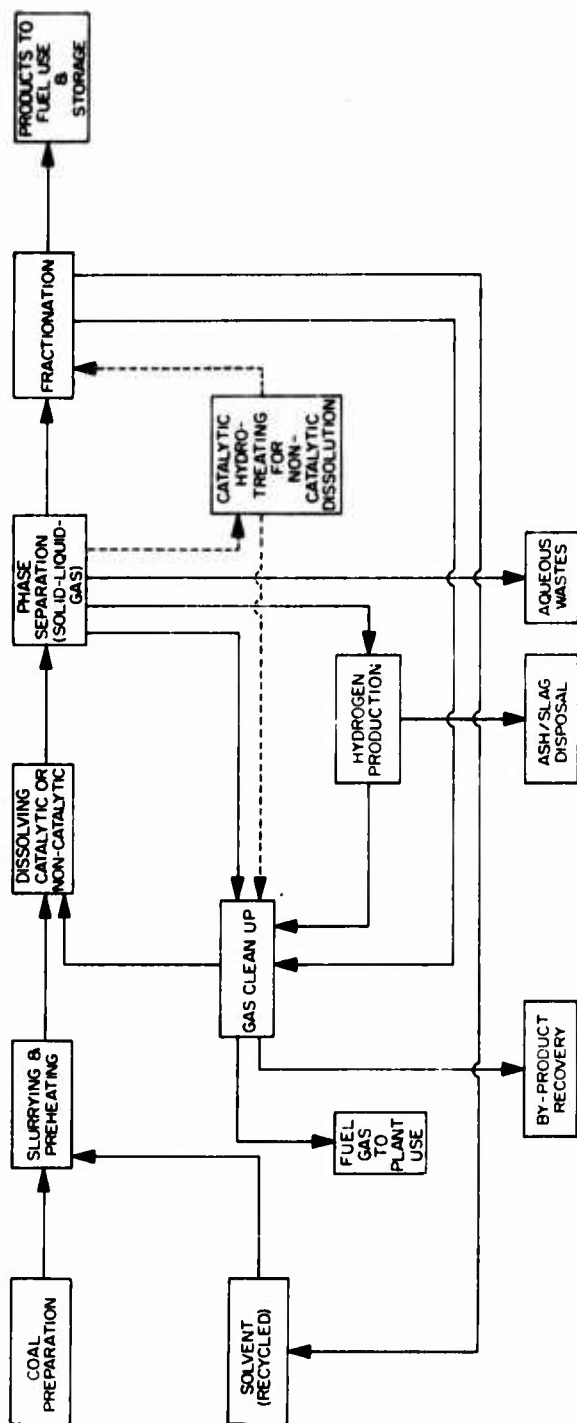 COAL
PREPARATION
SLURRYING &
PREHEATING
DISSOLVING
CATALYTIC OR
NON-CATALYTIC
PHASE
SEPARATION
(SOLID-LIQUID-
GAS)
FRACTIONATION
PRODUCTS TO
FUEL USE
&
STORAGE
SOLVENT
(RECYCLED)
GAS CLEAN UP
CATALYTIC
HYDRO-
TREATING
FOR
NON-
CATALYTIC
DISSOLUTION
FUEL
GAS
TO
PLANT
USE
HYDROGEN
PRODUCTION
BY-PRODUCT
RECOVERY
ASH/SLAG
DISPOSAL
AQUEOUS
WASTES